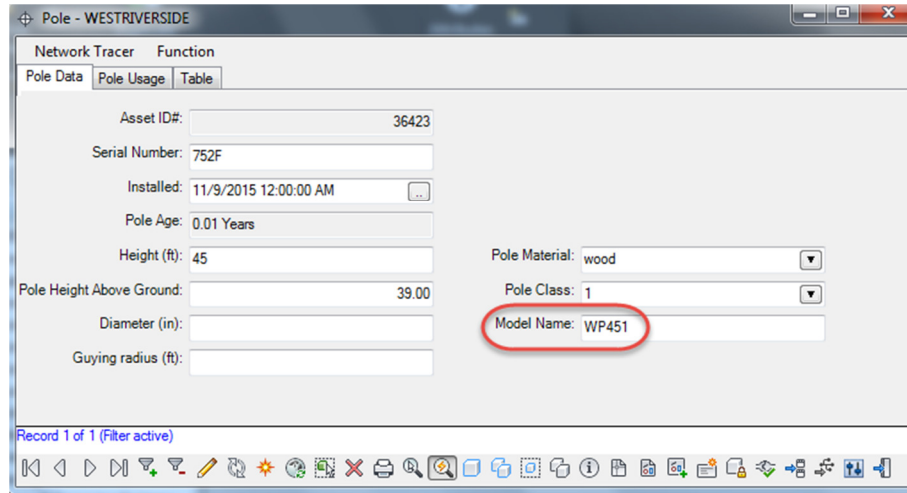 Pole - WESTRIVERSIDE
Network Tracer Function
Pole Data Pole Usage Table
Asset ID#: 36423
Serial Number: 752F
Installed: 11/9/2015 12:00:00 AM ..
Pole Age: 0.01 Years
Height (ft): 45 Pole Material: wood
Pole Height Above Ground: 39.00 Pole Class: 1
Diameter (in): Model Name: WP451
Guying radius (ft):
Record 1 of 1 (Filter active)